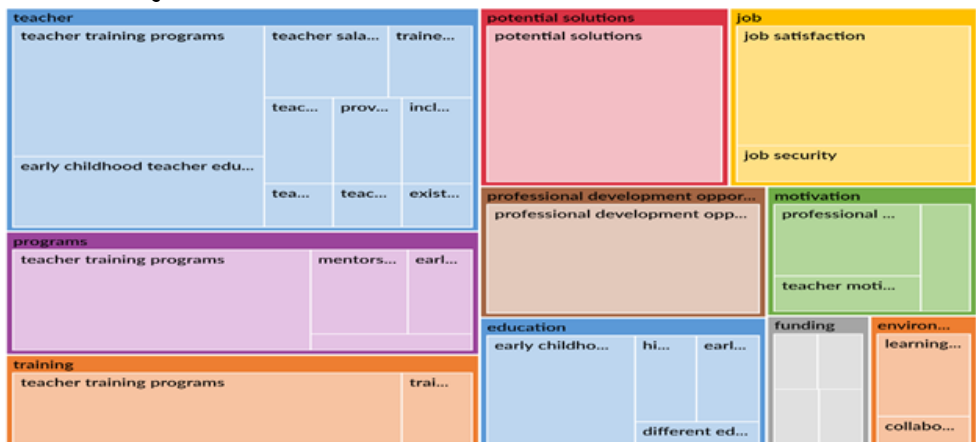 teacher
teacher training programs
teacher sala...
traine...
teac...
prov...
incl...
early childhood teacher edu...
tea...
teac...
exist...
programs
teacher training programs
mentors...
earl...
training
teacher training programs
trai...
potential solutions
potential solutions
job
job satisfaction
job security
professional development oppor...
professional development opp...
motivation
professional ...
teacher moti...
education
early childho...
hi...
earl...
different ed...
funding
environ...
learning...
collabo...